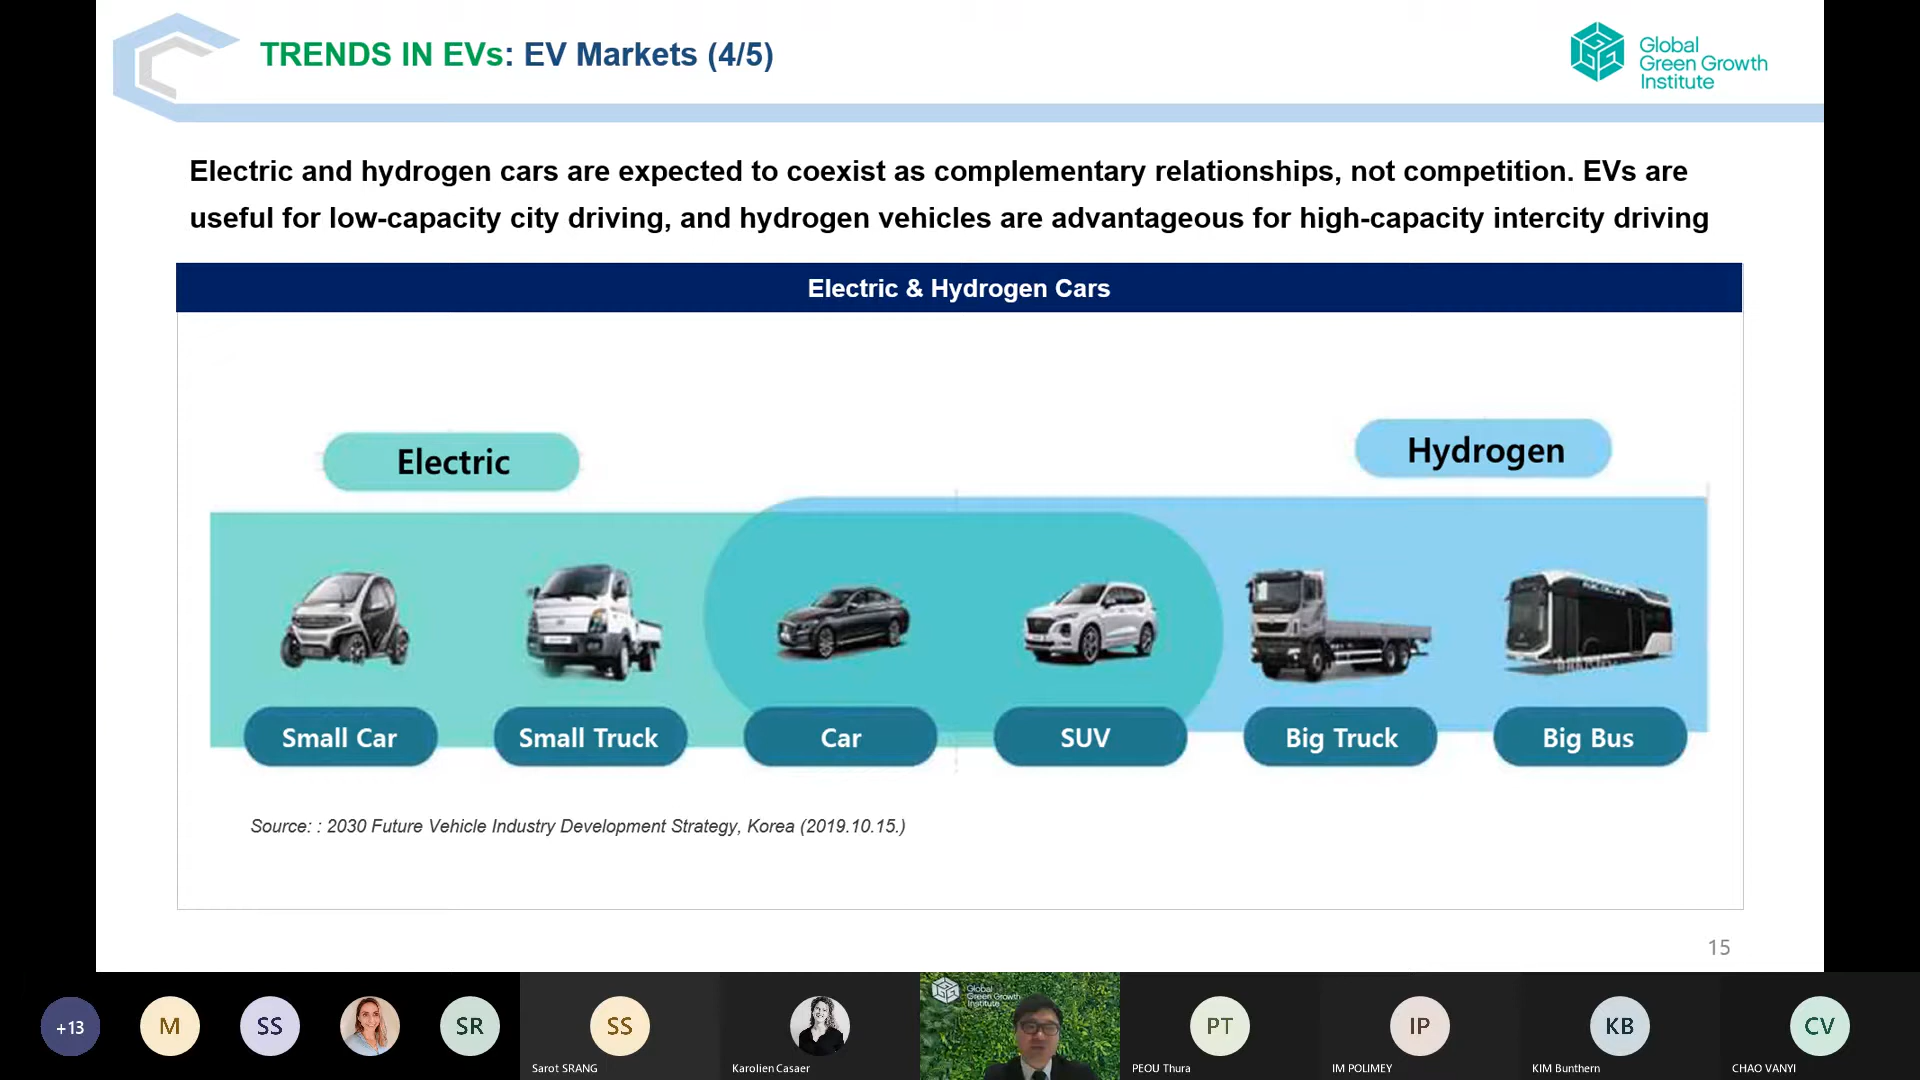 TRENDS IN EVs: EV Markets (4/5)
Global
Green Growth
Institute
Electric and hydrogen cars are expected to coexist as complementary relationships, not competition. EVs are
useful for low-capacity city driving, and hydrogen vehicles are advantageous for high-capacity intercity driving
Electric & Hydrogen Cars
Electric
Hydrogen
Small Car
Small Truck
Car
SUV
Big Truck
Big Bus
Source: : 2030 Future Vehicle Industry Development Strategy, Korea (2019.10.15.)
15
+13
M
SS
SR
SS
Sarot SRANG
Karolien Casaer
Global
Green Growth
Institute
PT
PEOU Thura
IP
IM POLIMEY
KB
KIM Bunthern
CV
CHAO VANYI